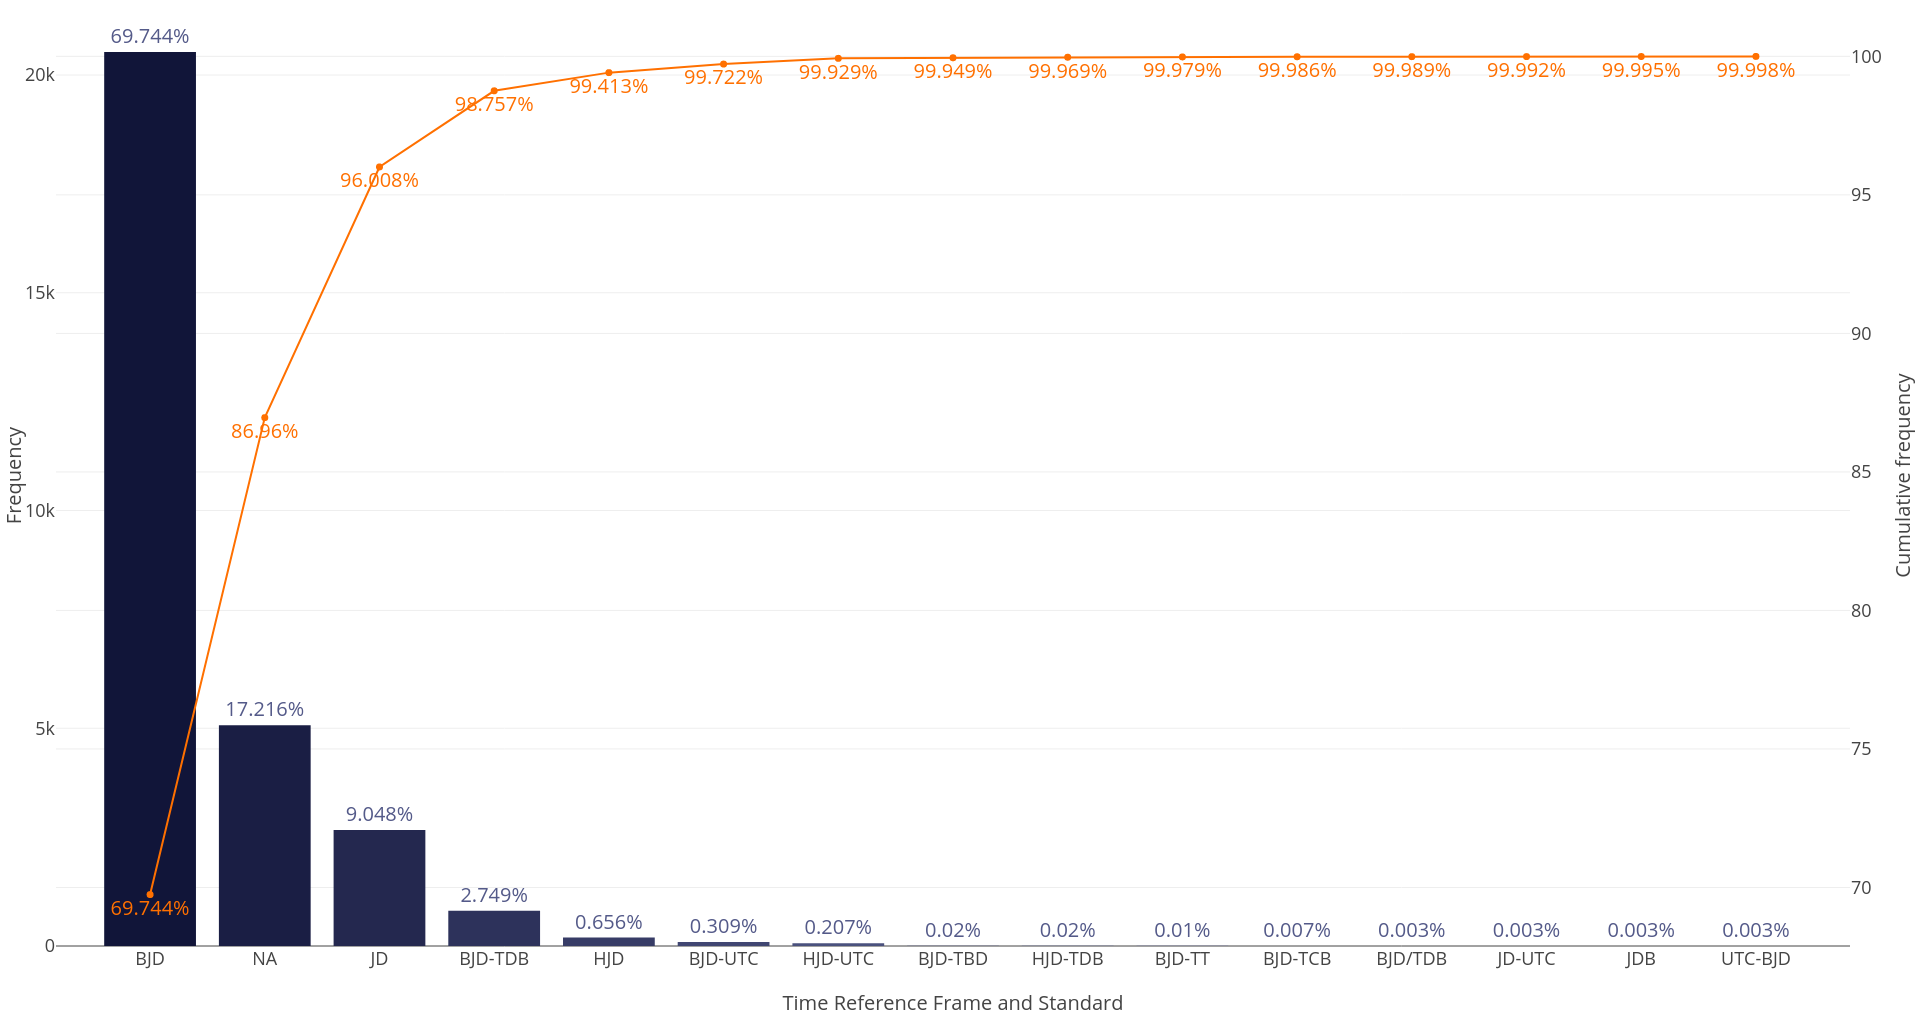 69.744%
20k
99.413%
99.722%
99.929%
99.949%
99.969%
99.979%
99.986%
99.989%
99.992%
99.995%
99.998%
100
98.757%
96.008%
95
15k
90
86.96%
85
10k
Frequency
Cumulative frequency
80
17.216%
5k
75
9.048%
2.749%
70
69.744%
0.656%
0.309%
0.207%
0.02%
0.02%
0.01%
0.007%
0.003%
0.003%
0.003%
0.003%
0
BJD
NA
JD
BJD-TDB
HJD
BJD-UTC
HJD-UTC
BJD-TBD
HJD-TDB
BJD-TT
BJD-TCB
BJD/TDB
JD-UTC
JDB
UTC-BJD
Time Reference Frame and Standard